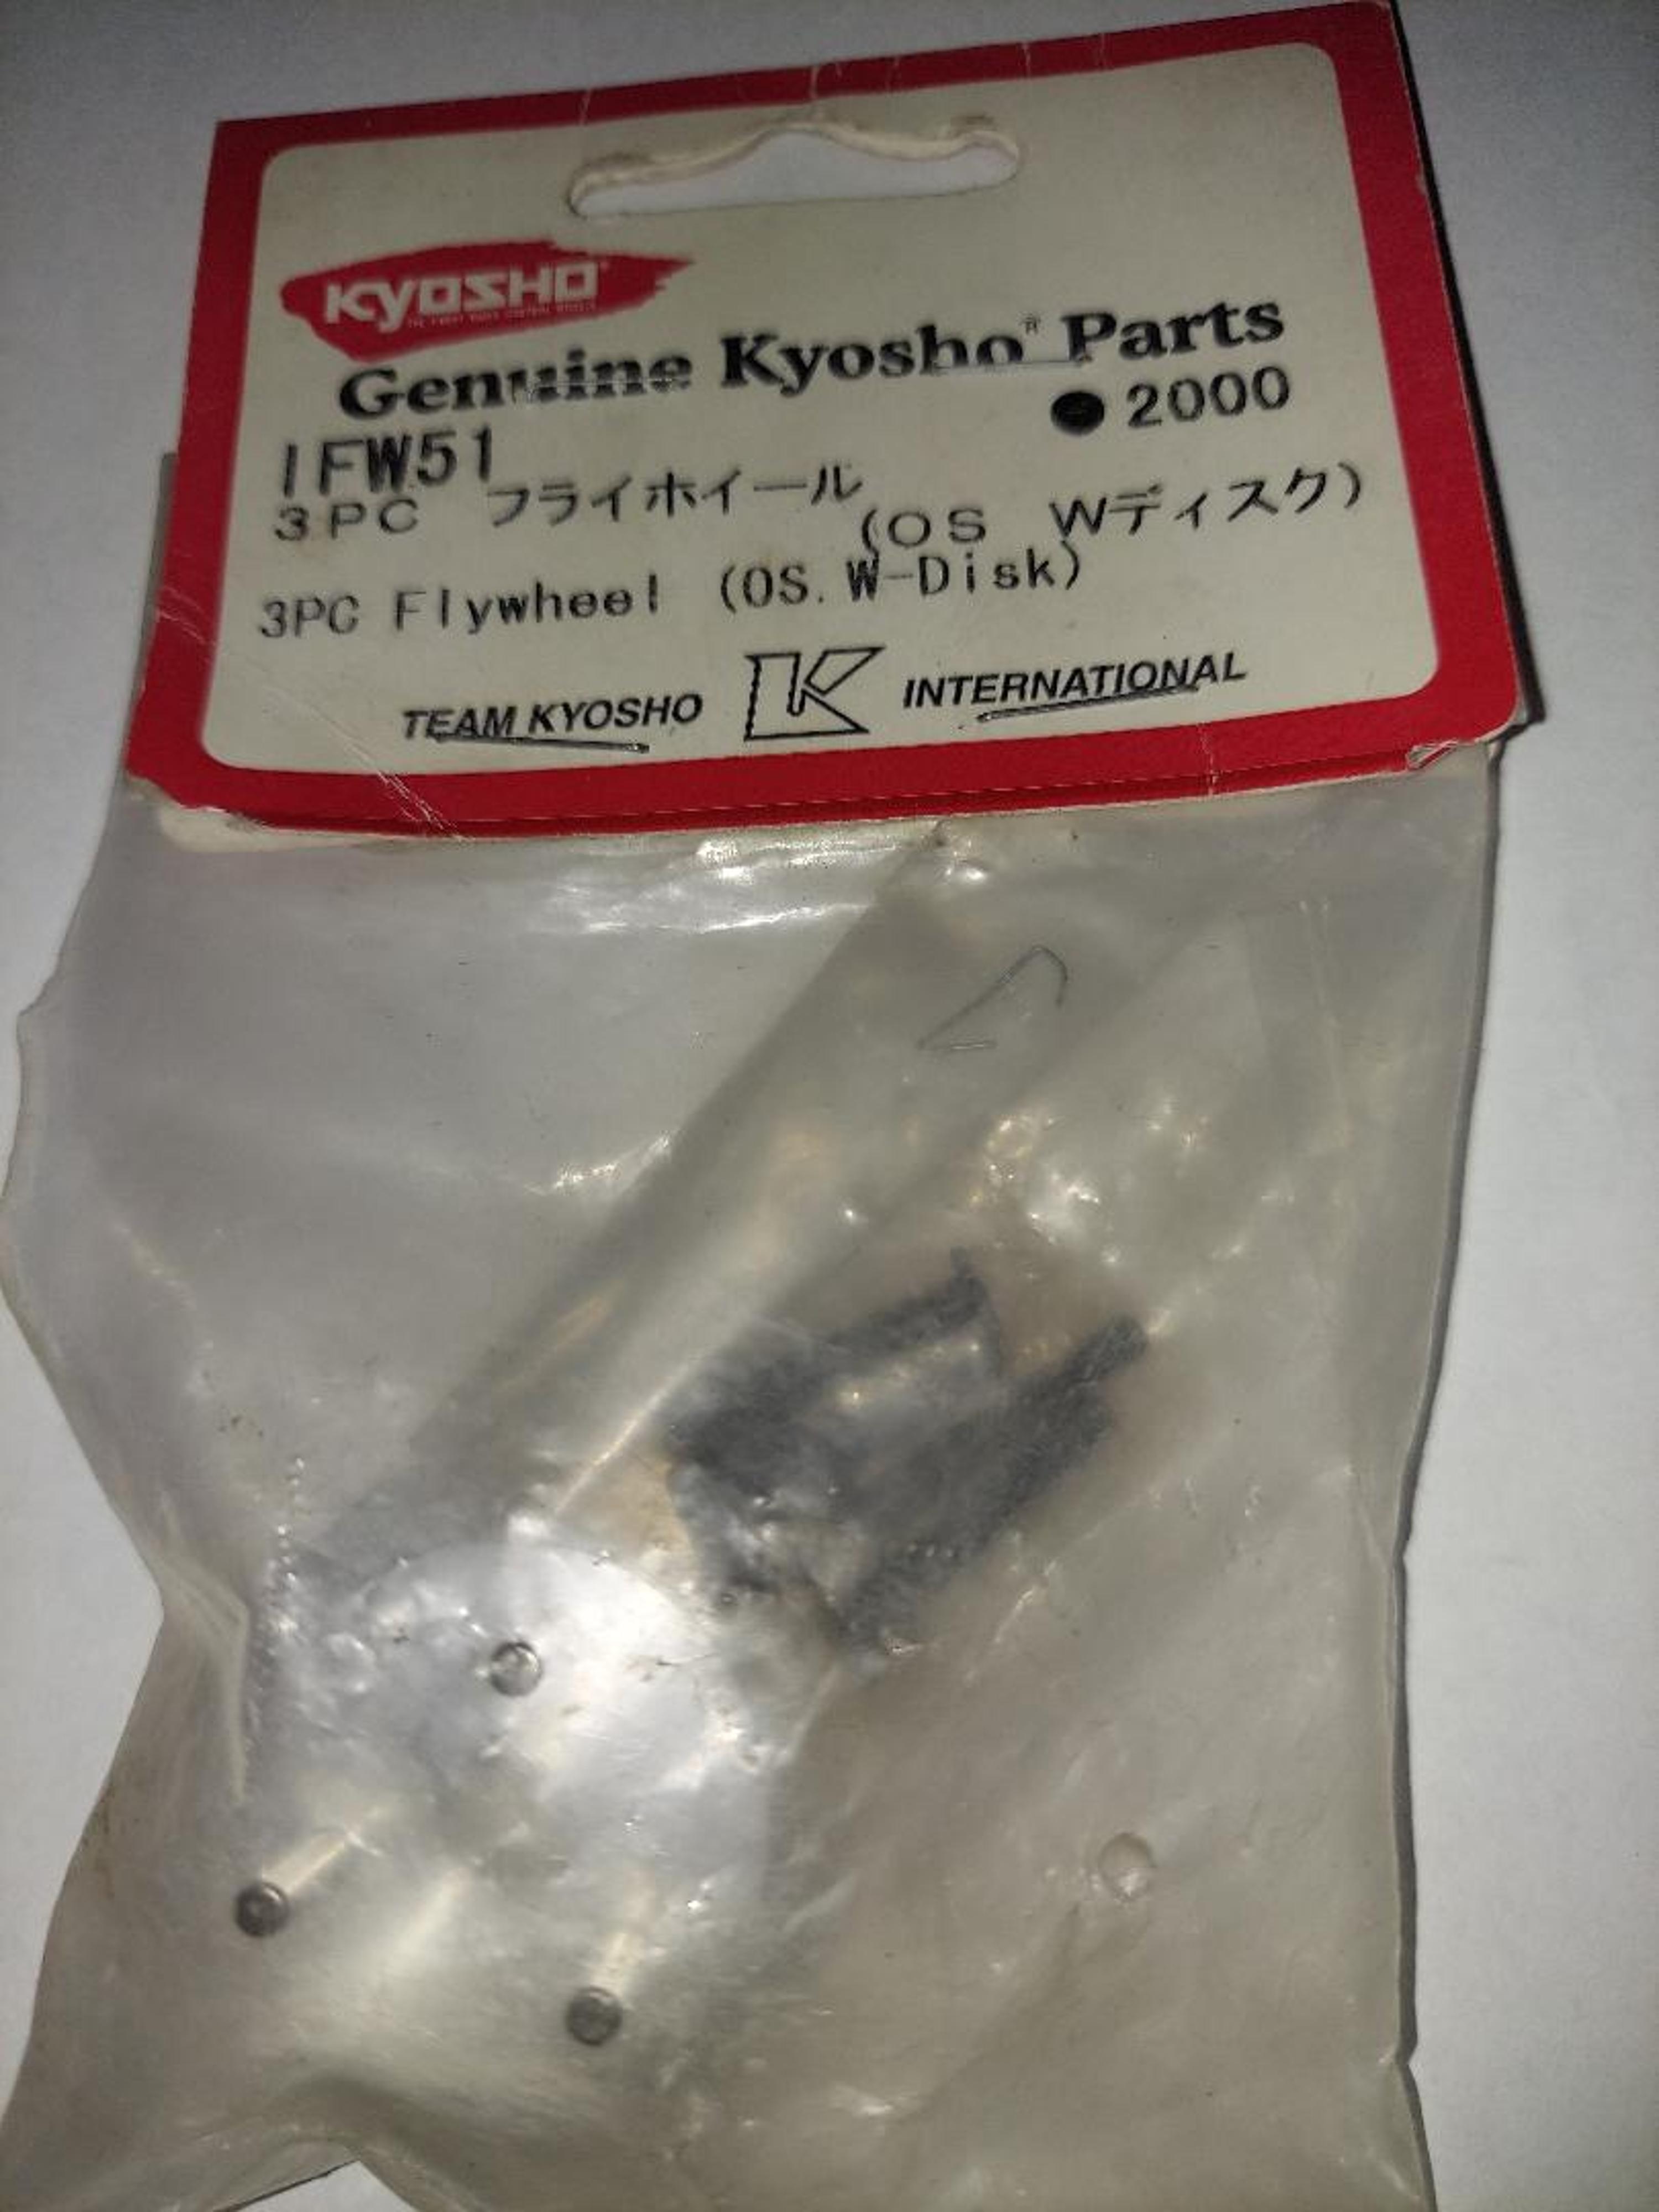 KYOSHO
Genuine Kyosho® Parts
●2000
IFW51
3PC フライホイール
(OS Wディスク)
3PC Flywheel (OS. W-Disk)
TEAM KYOSHO K INTERNATIONAL